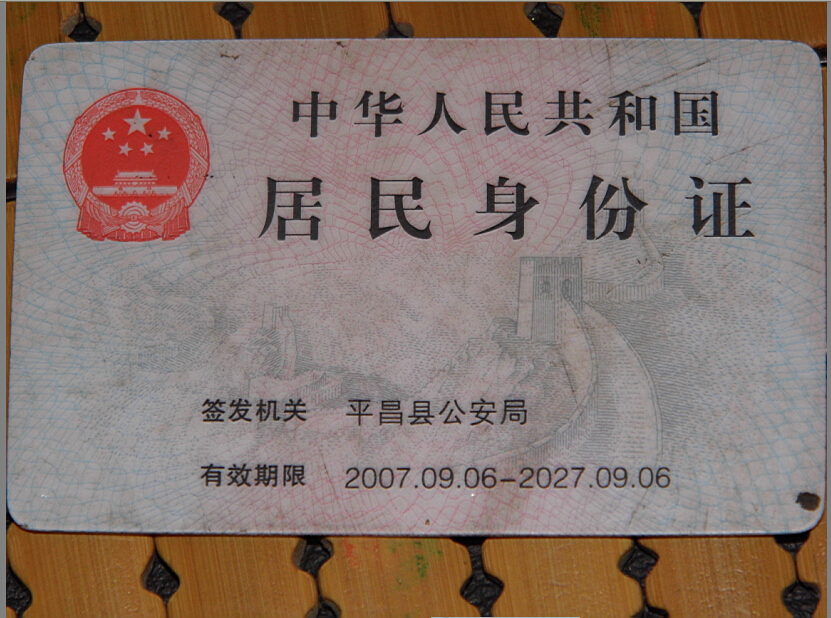 中华人民共和国
居民身份证
签发机关 平昌县公安局
有效期限 2007.09.06-2027.09.06